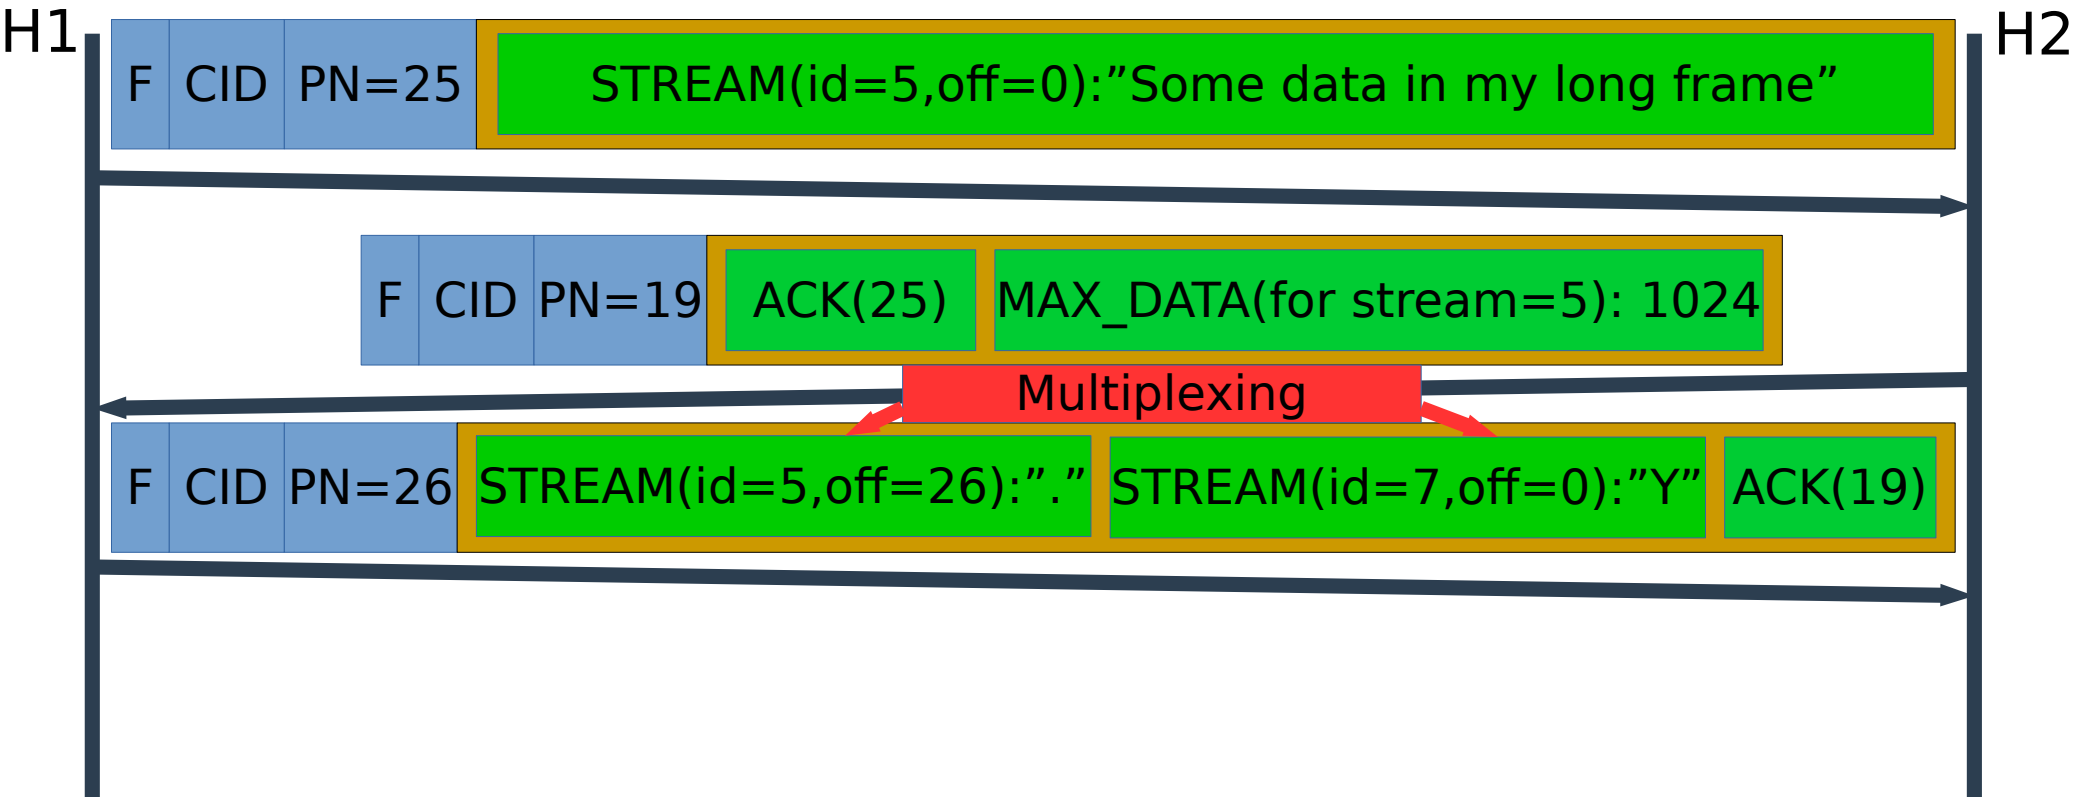 H1
H2
F CID PN=25 STREAM(id=5,off=0):”Some data in my long frame”
F CID PN=19 ACK(25) MAX_DATA(for stream=5): 1024
Multiplexing
F CID PN=26 STREAM(id=5,off=26):”.” STREAM(id=7,off=0):”Y” ACK(19)